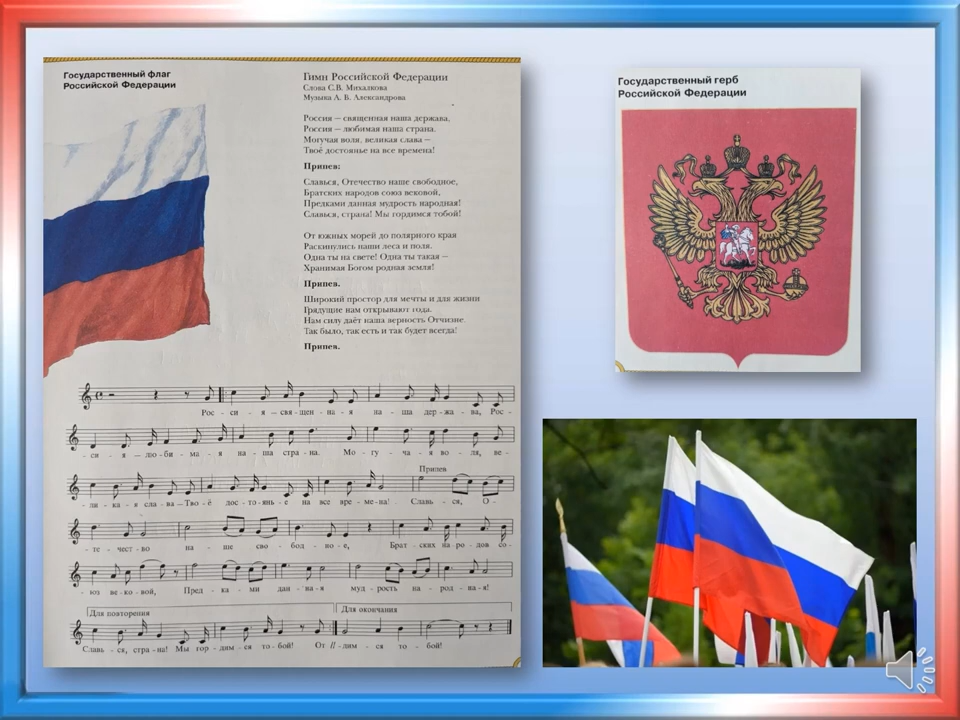 Государственный флаг
Российской Федерации
Гимн Российской Федерации
Слова С.В. Михалкова
Музыка А. В. Александрова
Россия — священная наша держава,
Россия — любимая наша страна.
Могучая воля, великая слава —
Твоё достоянье на все времена!
Припев:
Славься, Отечество наше свободное,
Братских народов союз вековой,
Предками данная мудрость народная!
Славься, страна! Мы гордимся тобой!
От южных морей до полярного края
Раскинулись наши леса и поля.
Одна ты на свете! Одна ты такая —
Хранимая Богом родная земля!
Припев.
Широкий простор для мечты и для жизни
Грядущие нам открывают года.
Нам силу даёт наша верность Отчизне.
Так было, так есть и так будет всегда!
Припев.
Рос - си - я — свя - щен - на - я на - ша дер - жа - ва, Рос -
- си - я — лю - би - ма - я на - ша стра - на. Мо - гу - ча - я во - ля, ве -
Припев
- ли - ка - я сла - ва — Тво - ё дос - то - янь - е на все вре - ме - на! Славь - ся, О -
- те - чест - во на - ше сво - бод - но - е, Брат - ских на - ро - дов со -
- юз ве - ко - вой, Пред - ка - ми дан - на - я муд - рость на - род - на - я!
Для повторения
Для окончания
Славь - ся, стра - на! Мы гор - дим - ся то - бой! От - дим - ся то - бой!
Государственный герб
Российской Федерации